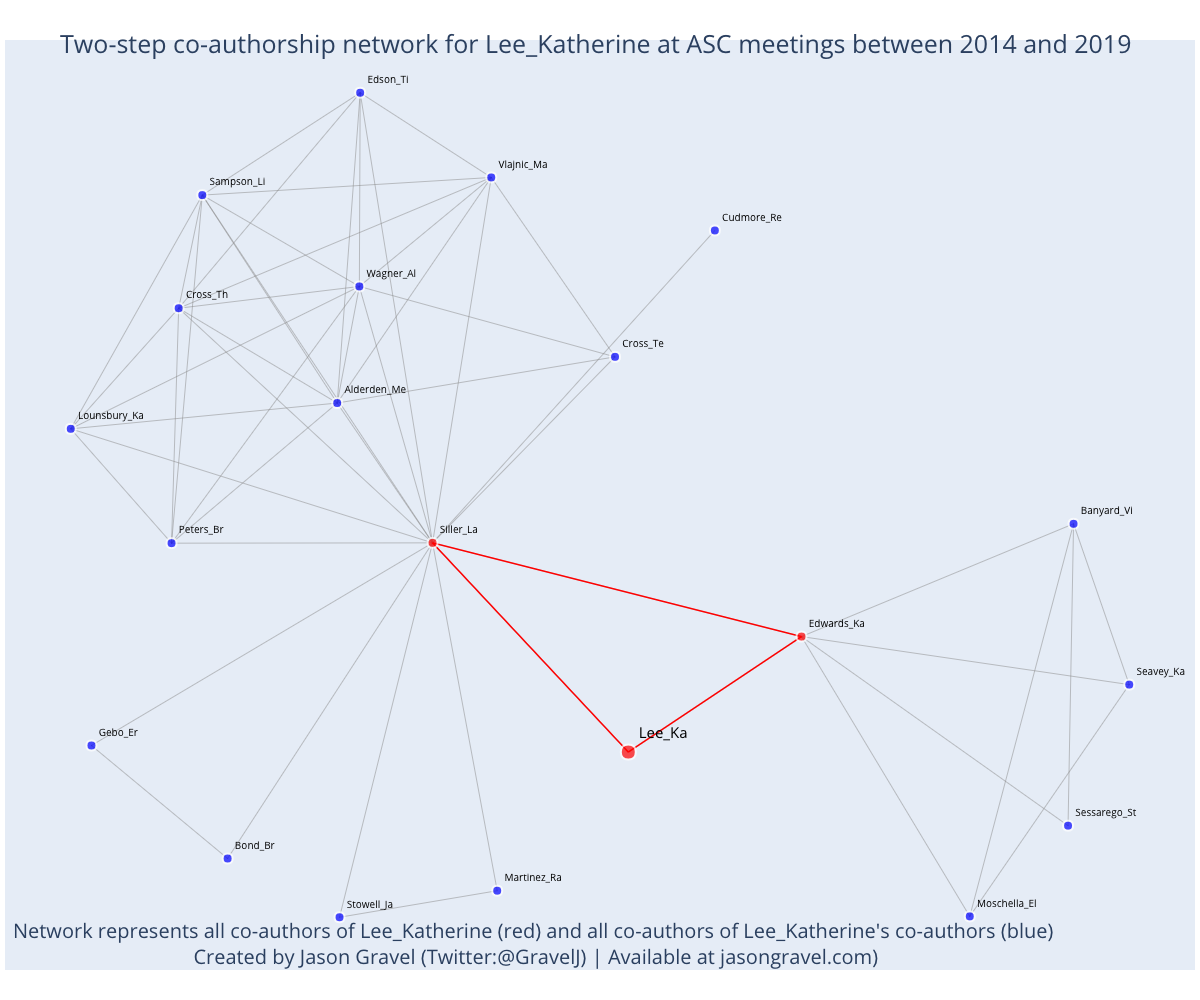 Two-step co-authorship network for Lee_Katherine at ASC meetings between 2014 and 2019
Edson_Ti
Vlajnic_Ma
Sampson_Li
Cudmore_Re
Wagner_Al
Cross_Th
Cross_Te
Alderden_Me
Lounsbury_Ka
Banyard_Vi
Peters_Br
Siller_La
Edwards_Ka
Seavey_Ka
Gebo_Er
Lee_Ka
Sessarego_St
Bond_Br
Martinez_Ra
Stowell_Ja
Moschella_El
Network represents all co-authors of Lee_Katherine (red) and all co-authors of Lee_Katherine's co-authors (blue)
Created by Jason Gravel (Twitter:@GravelJ) | Available at jasongravel.com)